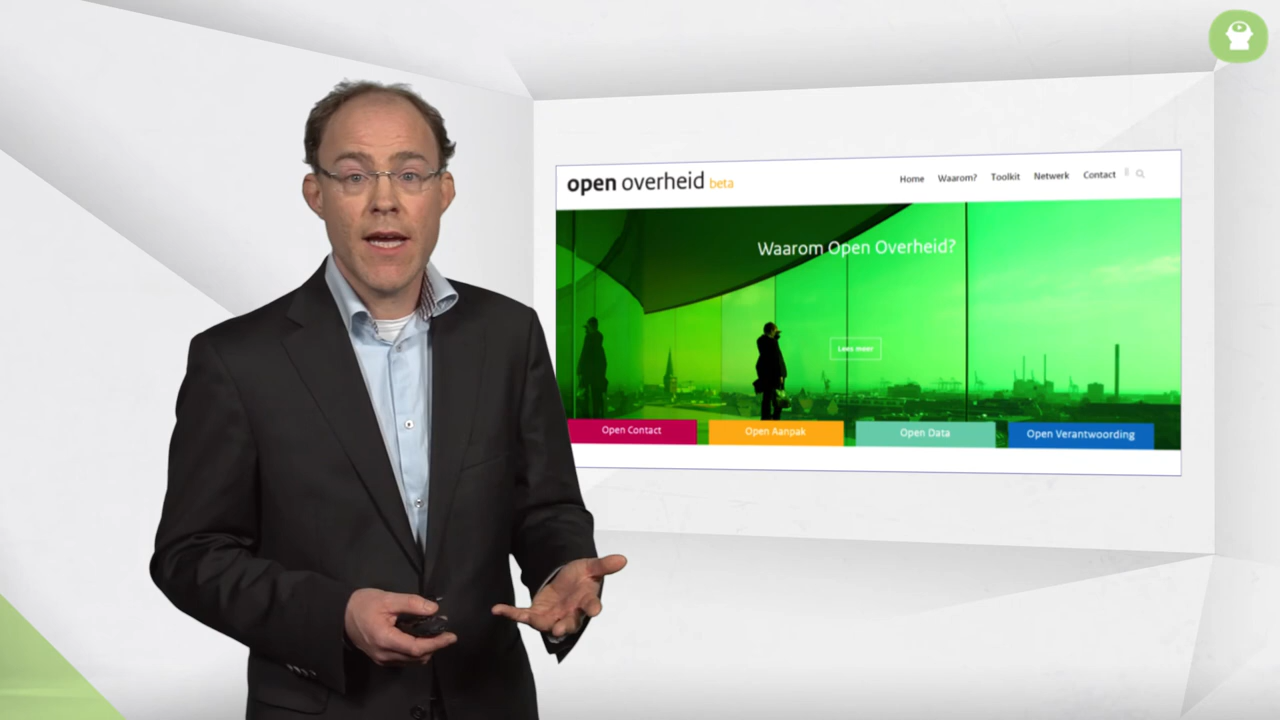 open overheid beta
Home Waarom? Toolkit Netwerk Contact
Waarom Open Overheid?
Lees meer
Open Contact Open Aanpak Open Data Open Verantwoording